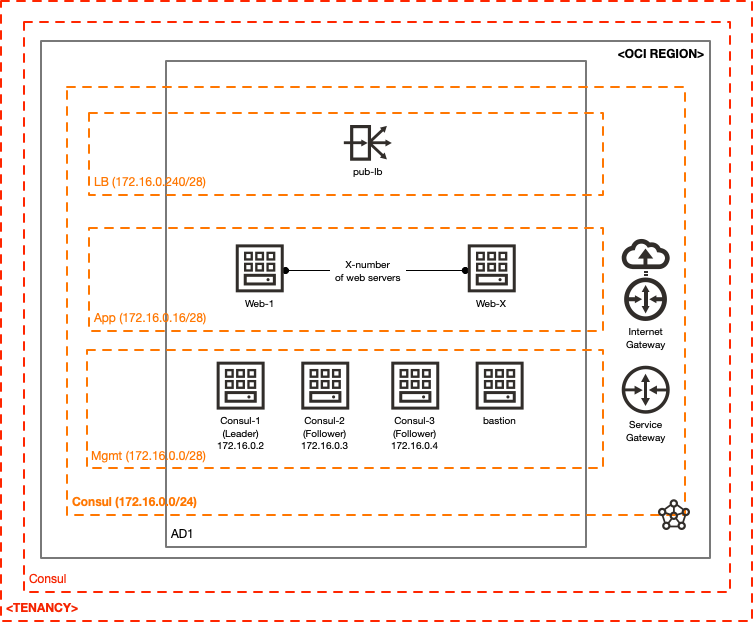 <OCI REGION>
pub-lb
LB (172.16.0.240/28)
X-number
of web servers
Web-1
Web-X
App (172.16.0.16/28)
Internet
Gateway
Consul-1
(Leader)
172.16.0.2
Consul-2
(Follower)
172.16.0.3
Consul-3
(Follower)
172.16.0.4
bastion
Service
Gateway
Mgmt (172.16.0.0/28)
Consul (172.16.0.0/24)
AD1
Consul
<TENANCY>